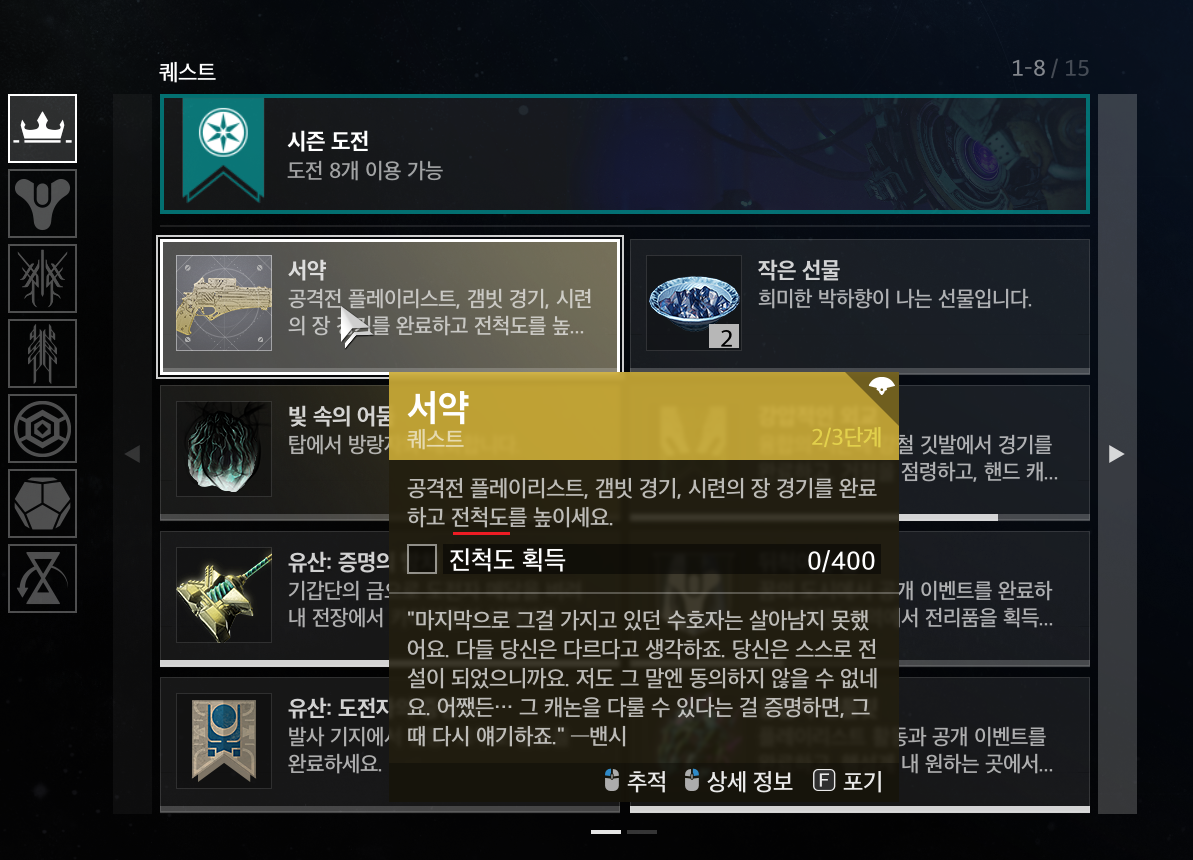 퀘스트
1-8 / 15
시즌 도전
도전 8개 이용 가능
서약
공격전 플레이리스트, 갬빗 경기, 시련
의 장 를 완료하고 전척도를 높...
작은 선물
희미한 박하향이 나는 선물입니다.
2
빛 속의 어둠
탑에서 방랑자
철 깃발에서 경기를
점령하고, 핸드 캐...
서약
퀘스트
2/3단계
공격전 플레이리스트, 갬빗 경기, 시련의 장 경기를 완료
하고 전척도를 높이세요.
진척도 획득
0/400
유산: 증명의
기갑단의 금
내 전장에서
개 이벤트를 완료하
에서 전리품을 획득...
"마지막으로 그걸 가지고 있던 수호자는 살아남지 못했
어요. 다들 당신은 다르다고 생각하죠. 당신은 스스로 전
설이 되었으니까요. 저도 그 말엔 동의하지 않을 수 없네
요. 어쨌든… 그 캐논을 다룰 수 있다는 걸 증명하면, 그
때 다시 얘기하죠." —밴시
유산: 도전자
발사 기지에서
완료하세요.
동과 공개 이벤트를
내 원하는 곳에서...
추적
상세 정보
F 포기